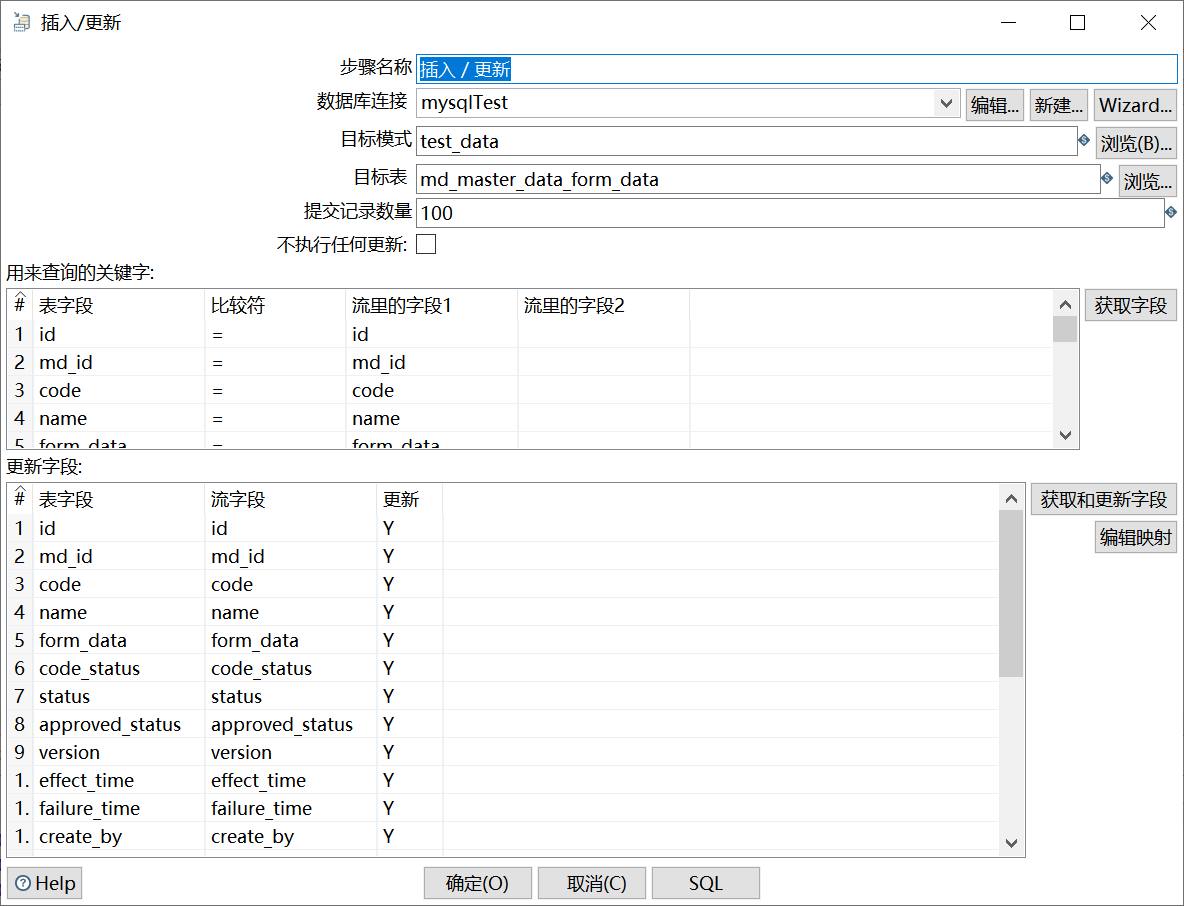 插入/更新
步骤名称 插入 / 更新
数据库连接 mysqlTest 编辑... 新建... Wizard...
目标模式 test_data 浏览(B)...
目标表 md_master_data_form_data 浏览...
提交记录数量 100
不执行任何更新:
用来查询的关键字:
# 表字段 比较符 流里的字段1 流里的字段2 获取字段
1 id = id
2 md_id = md_id
3 code = code
4 name = name
5 form_data = form_data
更新字段:
# 表字段 流字段 更新 获取和更新字段
1 id id Y
编辑映射
2 md_id md_id Y
3 code code Y
4 name name Y
5 form_data form_data Y
6 code_status code_status Y
7 status status Y
8 approved_status approved_status Y
9 version version Y
1. effect_time effect_time Y
1. failure_time failure_time Y
1. create_by create_by Y
Help 确定(O) 取消(C) SQL